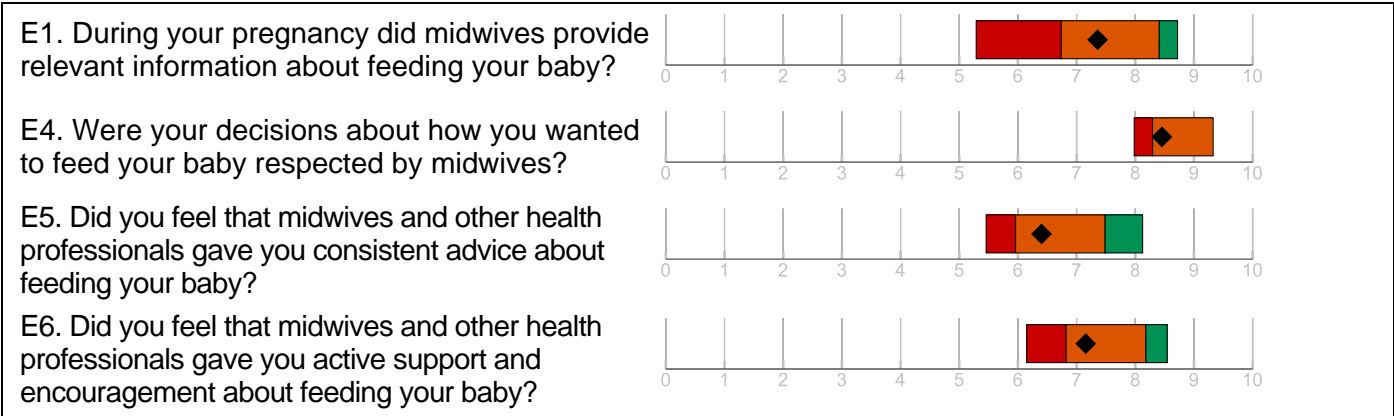 E1. During your pregnancy did midwives provide
relevant information about feeding your baby?
0 1 2 3 4 5 6 7 8 9 10
E4. Were your decisions about how you wanted
to feed your baby respected by midwives?
0 1 2 3 4 5 6 7 8 9 10
E5. Did you feel that midwives and other health
professionals gave you consistent advice about
feeding your baby?
0 1 2 3 4 5 6 7 8 9 10
E6. Did you feel that midwives and other health
professionals gave you active support and
encouragement about feeding your baby?
0 1 2 3 4 5 6 7 8 9 10